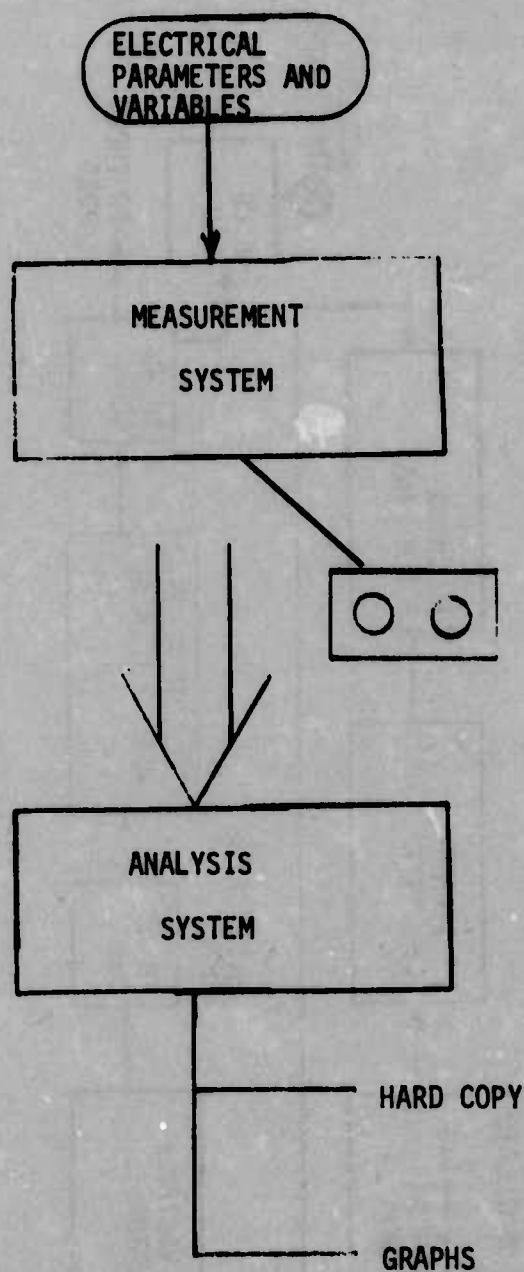 ELECTRICAL
PARAMETERS AND
VARIABLES
MEASUREMENT
SYSTEM
ANALYSIS
SYSTEM
HARD COPY
GRAPHS